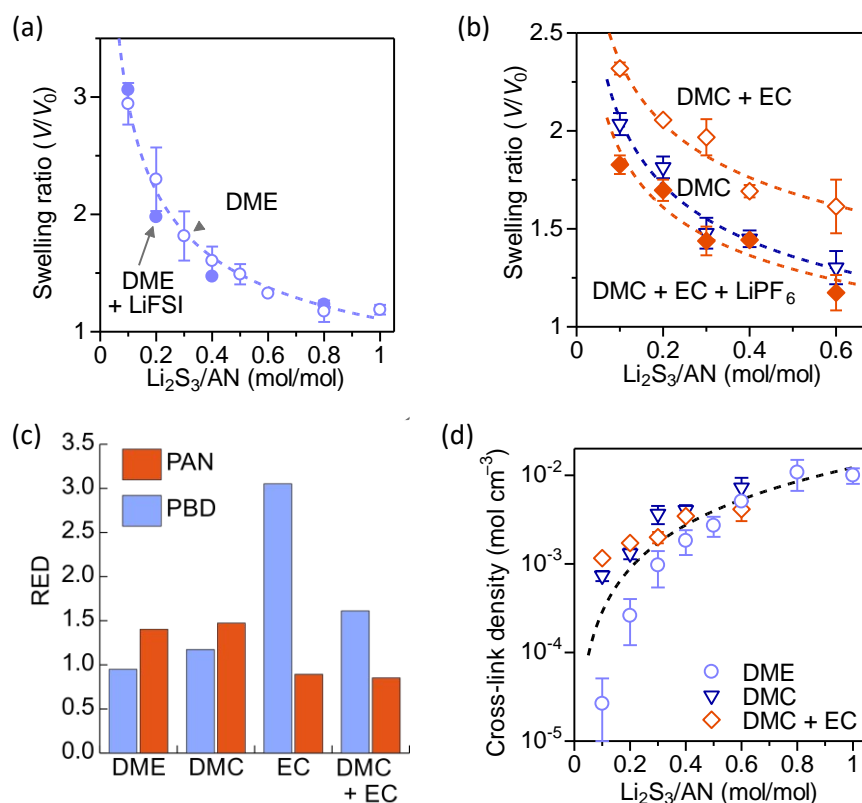 (a)
Swelling ratio (V/V₀)
3
2
1
DME
DME
+ LiFSI
0 0.2 0.4 0.6 0.8 1
Li₂S₃/AN (mol/mol)
(b)
Swelling ratio (V/V₀)
2.5
2
1.5
1
DMC + EC
DMC
DMC + EC + LiPF₆
0 0.2 0.4 0.6
Li₂S₃/AN (mol/mol)
(c)
RED
3.5
3.0
2.5
2.0
1.5
1.0
0.5
0.0
PAN
PBD
DME DMC EC DMC
+ EC
(d)
Cross-link density (mol cm⁻³)
10⁻²
10⁻³
10⁻⁴
10⁻⁵
DME
DMC
DMC + EC
0 0.2 0.4 0.6 0.8 1
Li₂S₃/AN (mol/mol)